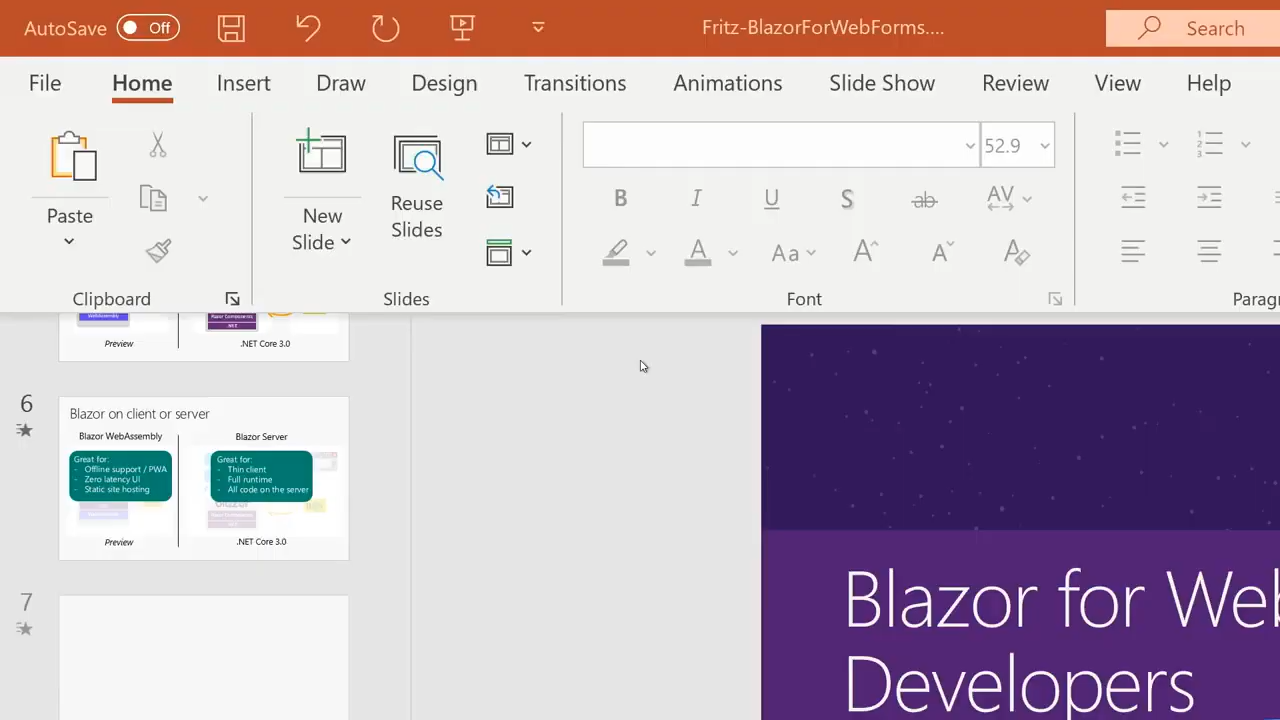 AutoSave Off Fritz-BlazorForWebForms.... Search
File Home Insert Draw Design Transitions Animations Slide Show Review View Help
52.9
B I U S ab AV
Paste New Slide Reuse Slides
A Aa A A A
Clipboard Slides Font Paragr
Preview .NET Core 3.0
6
Blazor on client or server
Blazor WebAssembly Blazor Server
Great for: Great for:
- Offline support / PWA - Thin client
- Zero latency UI - Full runtime
- Static site hosting - All code on the server
Preview .NET Core 3.0
7
Blazor for Web
Developers